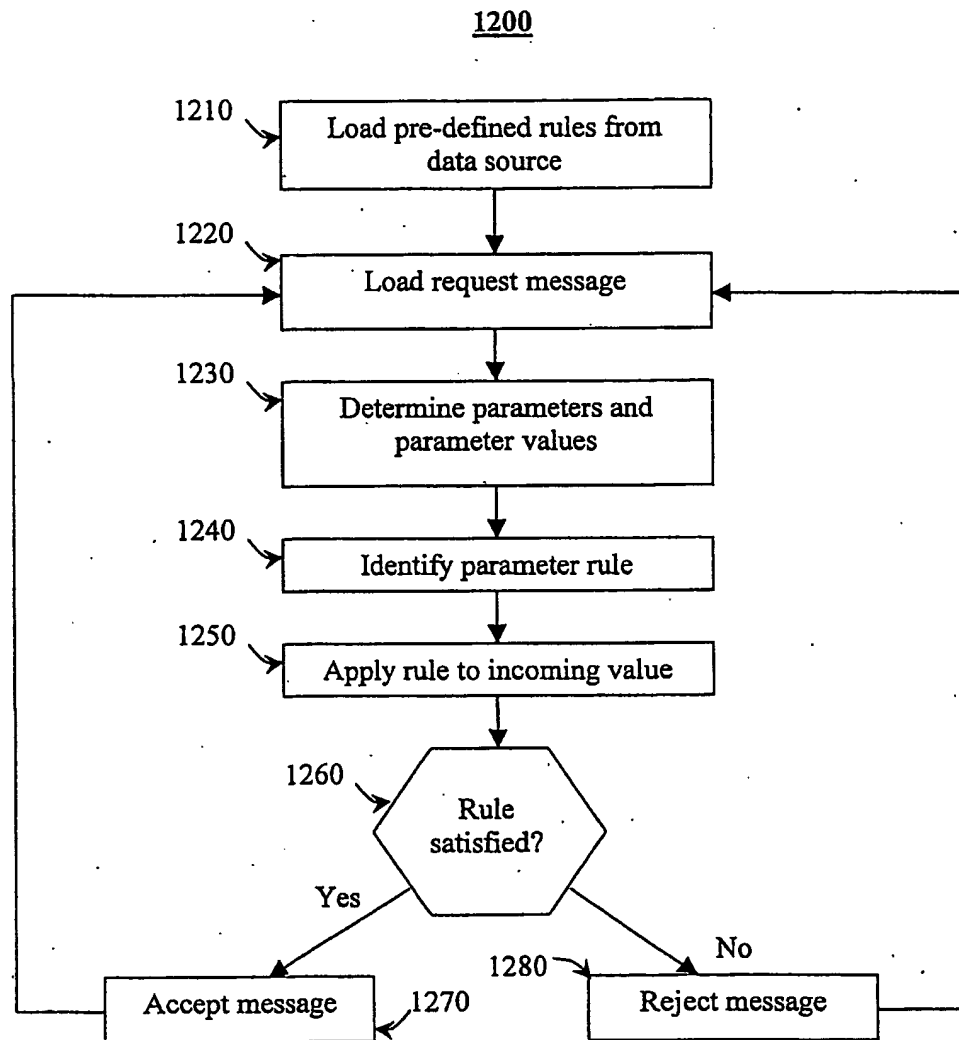 1200
1210
Load pre-defined rules from
data source
1220
Load request message
1230
Determine parameters and
parameter values
1240
Identify parameter rule
1250
Apply rule to incoming value
1260
Rule
satisfied?
Yes
No
Accept message
1270
1280
Reject message